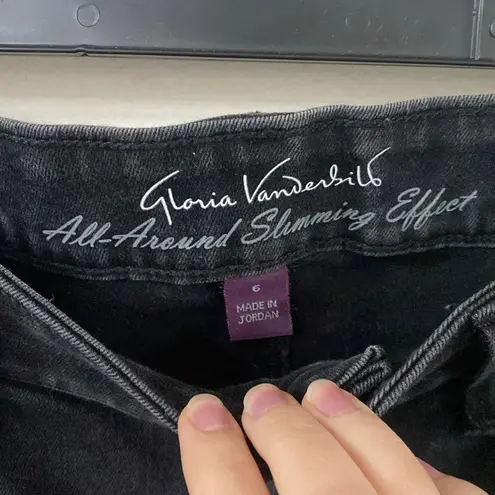 Gloria Vanderbilt
All-Around Slimming Effect
6
MADE IN
JORDAN